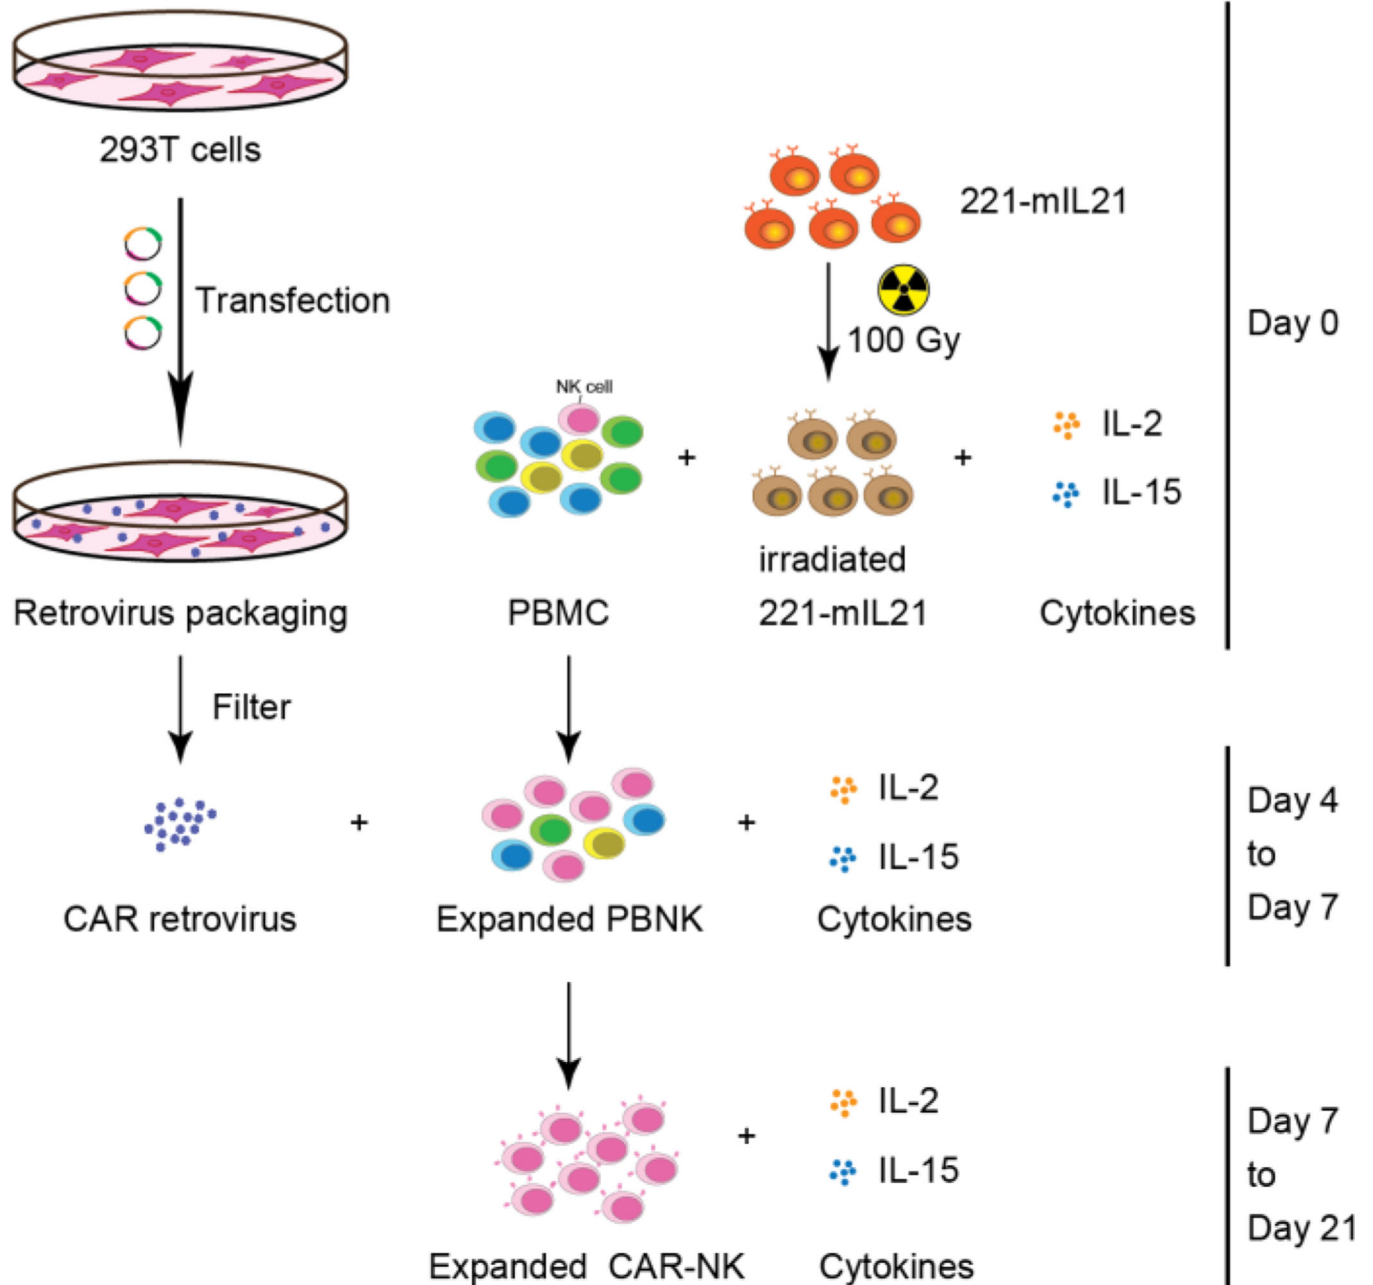 293T cells
221-mIL21
Transfection
100 Gy
Day 0
NK cell
+
+
IL-2
IL-15
irradiated
Retrovirus packaging
PBMC
221-mIL21
Cytokines
Filter
+
+
IL-2
IL-15
Day 4
to
Day 7
CAR retrovirus
Expanded PBNK
Cytokines
+
IL-2
IL-15
Day 7
to
Day 21
Expanded CAR-NK
Cytokines